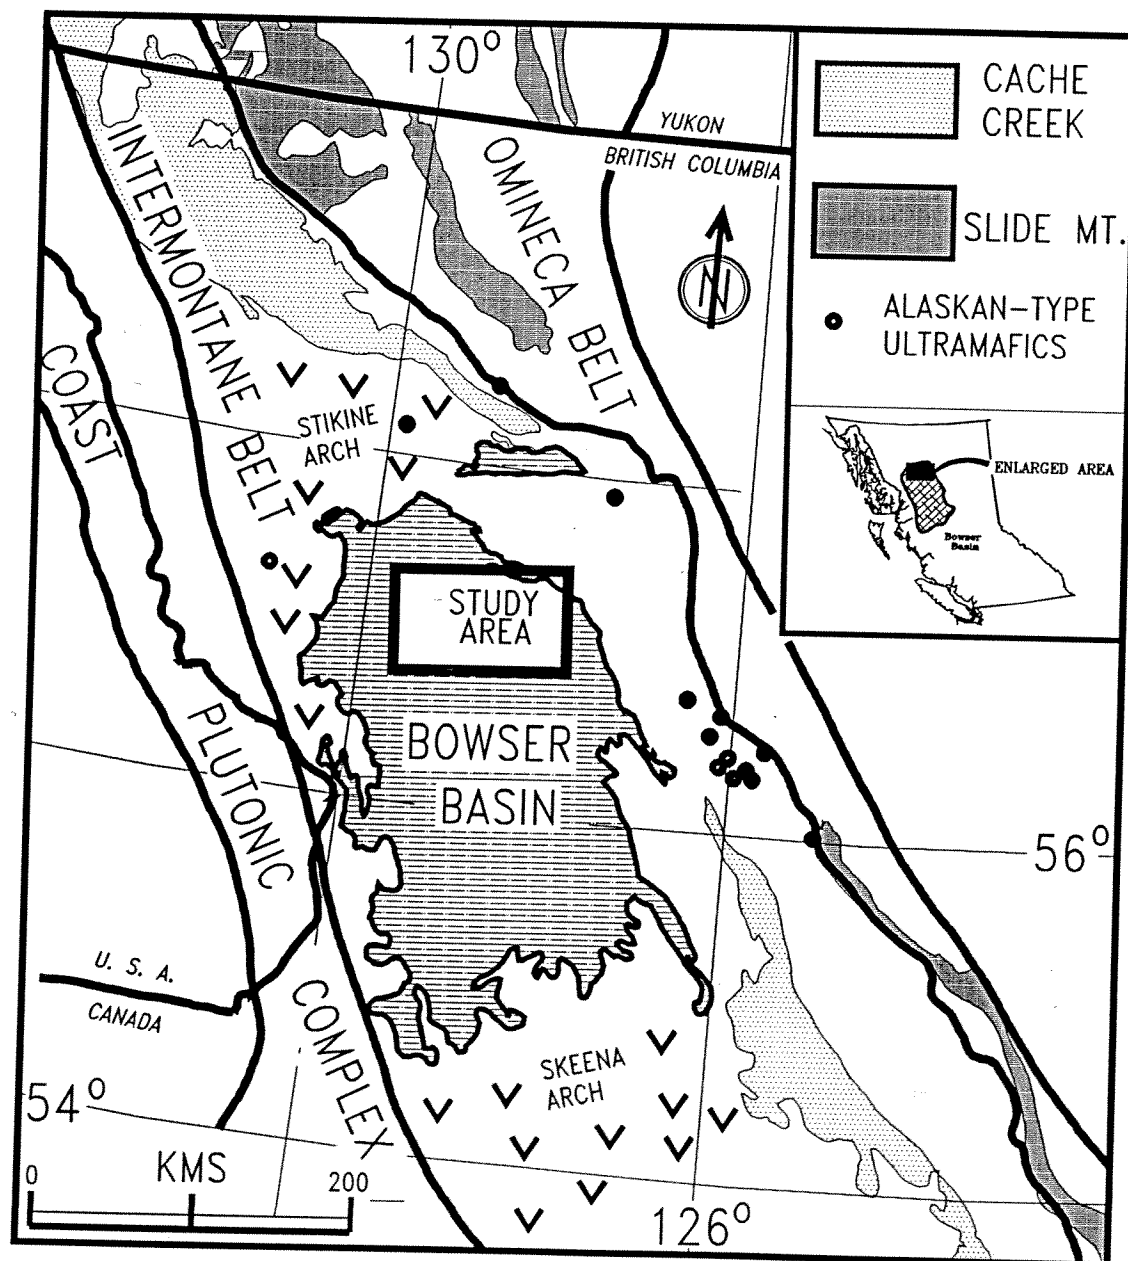 130°
YUKON
BRITISH COLUMBIA
CACHE
CREEK
SLIDE MT.
ALASKAN-TYPE
ULTRAMAFICS
N
INTERMONTANE BELT
OMINECA BELT
COAST
PLUTONIC
COMPLEX
STIKINE
ARCH
ENLARGED AREA
Bowser
Basin
STUDY
AREA
BOWSER
BASIN
56°
U. S. A.
CANADA
SKEENA
ARCH
54°
KMS
0
200
126°